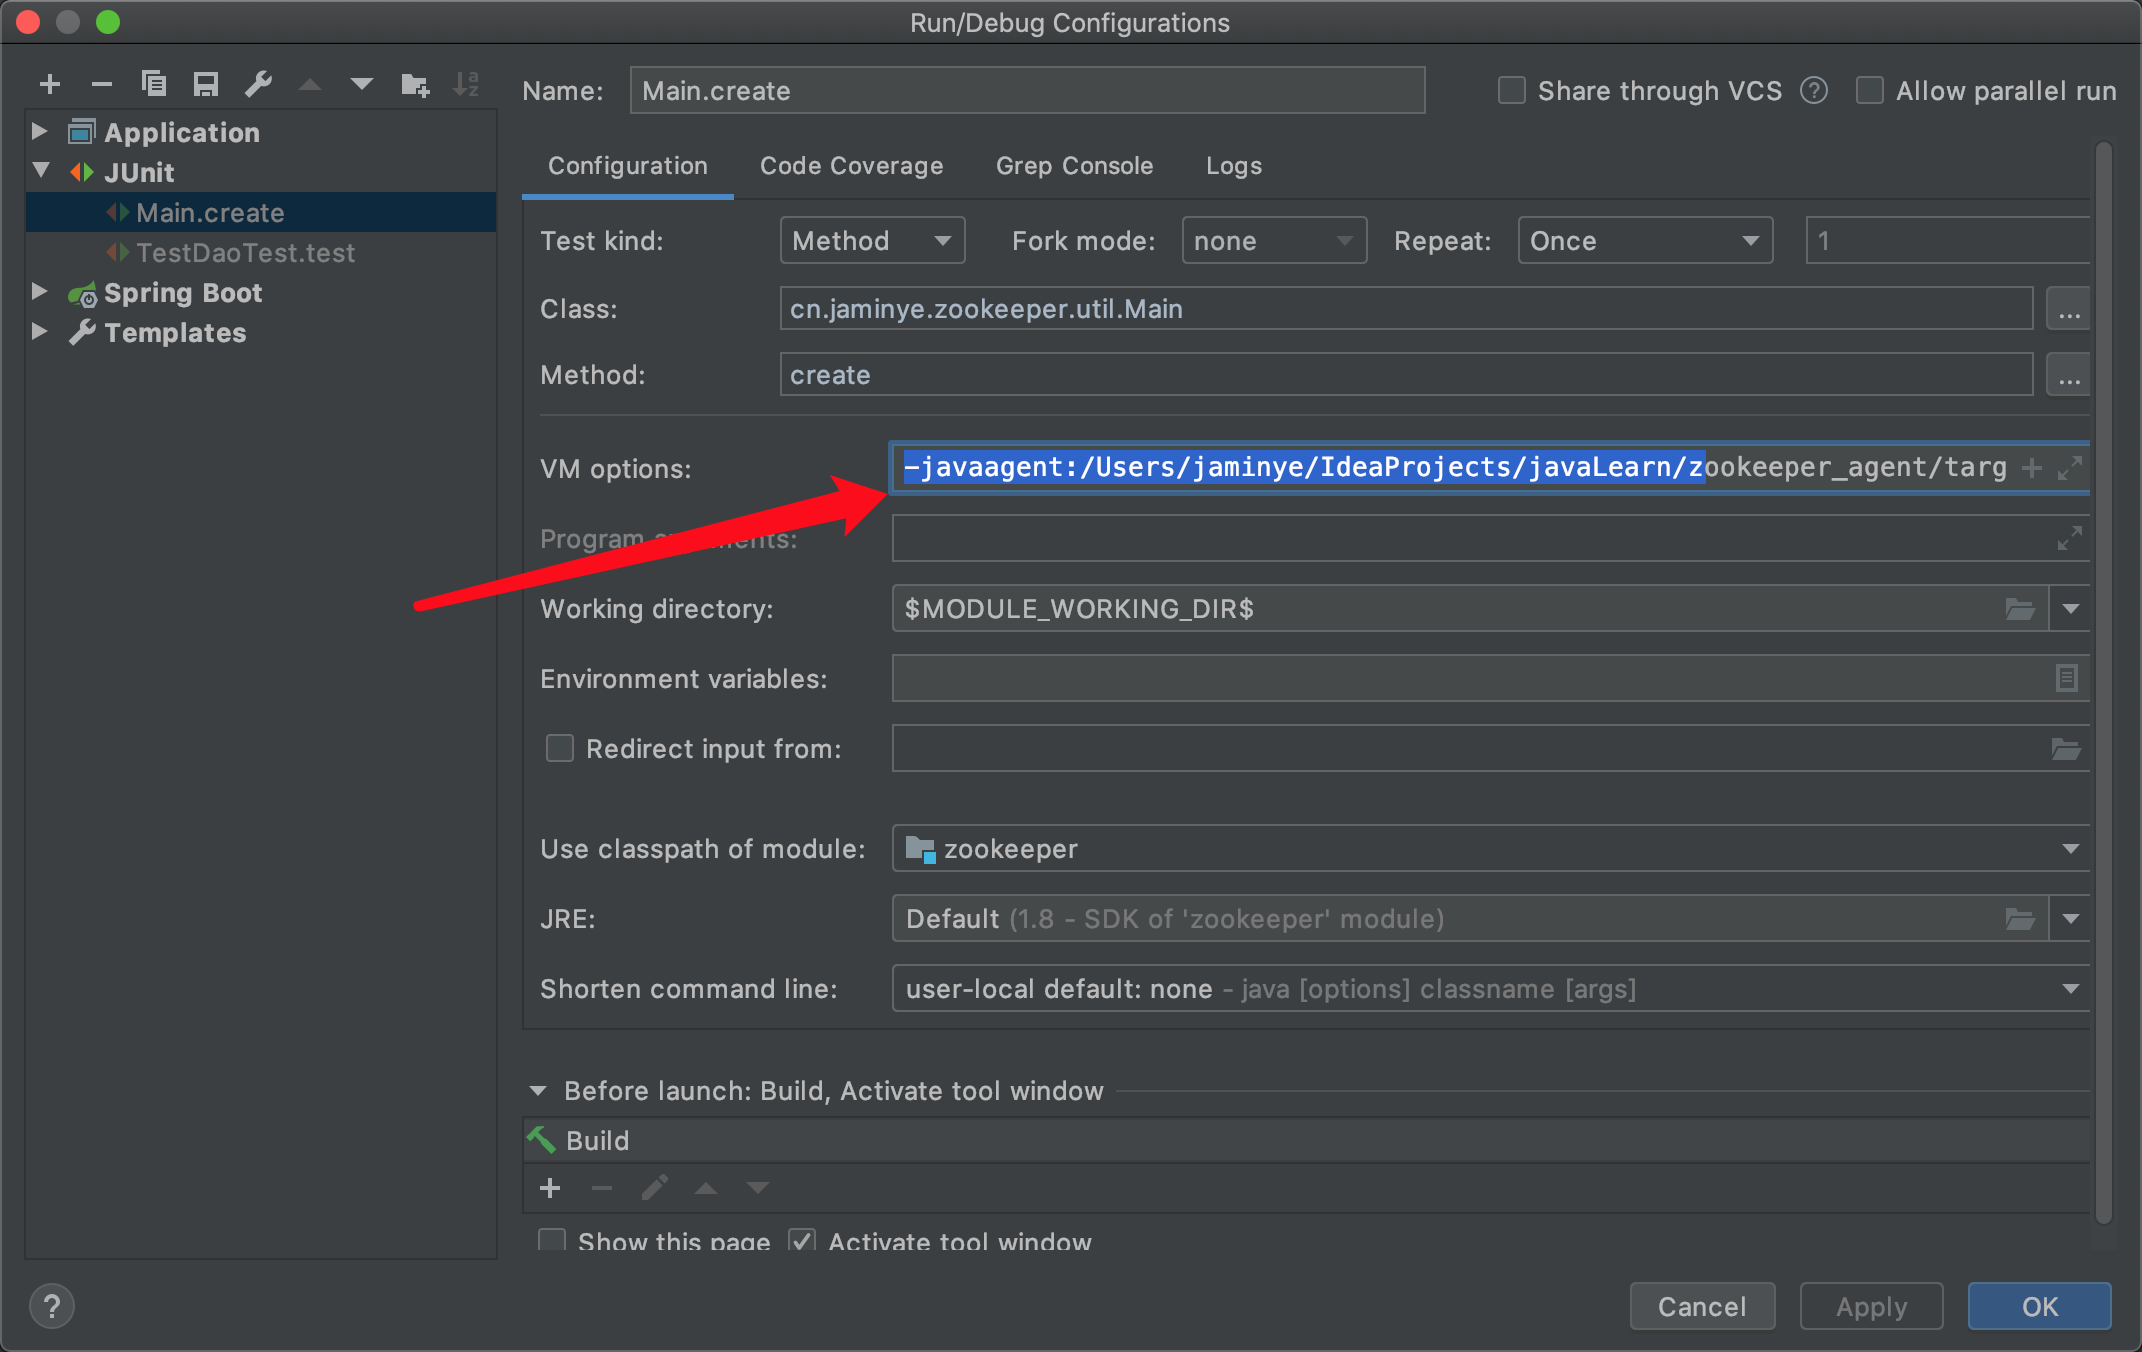 Run/Debug Configurations
Name: Main.create Share through VCS ? Allow parallel run
Application
JUnit
Main.create
TestDaoTest.test
Spring Boot
Templates
Configuration Code Coverage Grep Console Logs
Test kind: Method Fork mode: none Repeat: Once 1
Class: cn.jaminye.zookeeper.util.Main ...
Method: create ...
VM options: -javaagent:/Users/jaminye/IdeaProjects/javaLearn/zookeeper_agent/targ
Program arguments:
Working directory: $MODULE_WORKING_DIR$
Environment variables:
Redirect input from:
Use classpath of module: zookeeper
JRE: Default (1.8 - SDK of 'zookeeper' module)
Shorten command line: user-local default: none - java [options] classname [args]
Before launch: Build, Activate tool window
Build
Show this page Activate tool window
? Cancel Apply OK